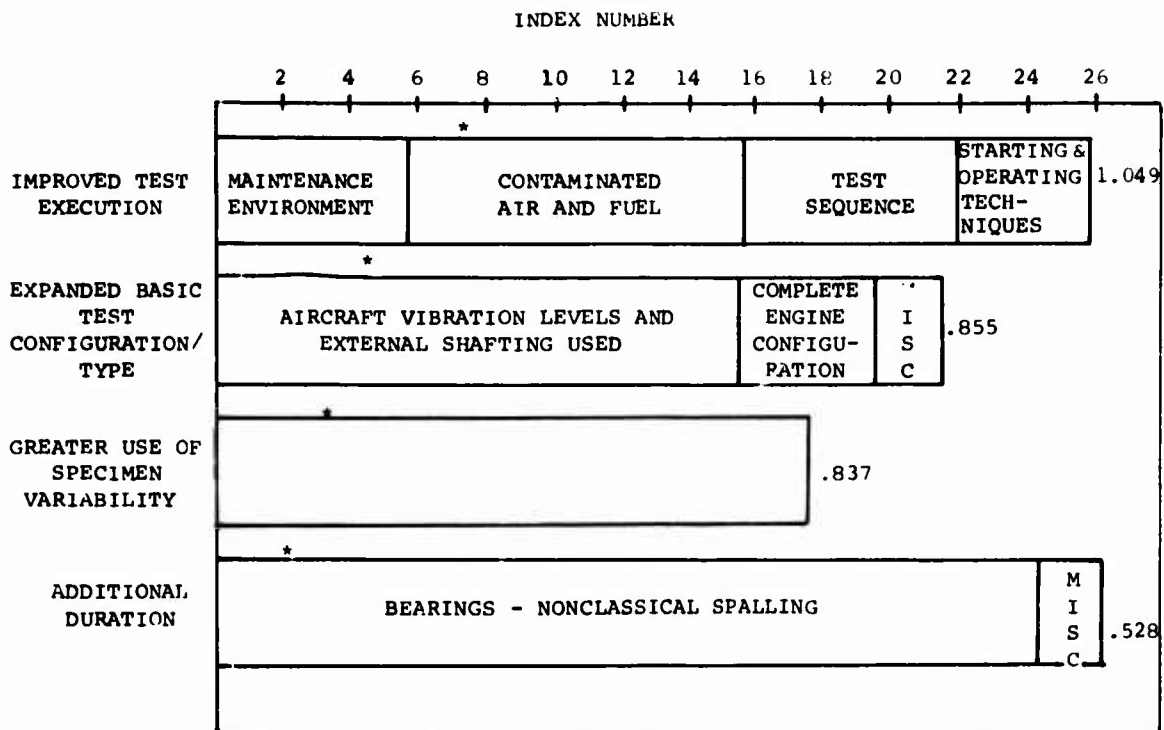 INDEX NUMBER
2 4 6 8 10 12 14 16 18 20 22 24 26
*
IMPROVED TEST
EXECUTION
MAINTENANCE
ENVIRONMENT
CONTAMINATED
AIR AND FUEL
TEST
SEQUENCE
STARTING &
OPERATING
TECH-
NIQUES
1.049
*
EXPANDED BASIC
TEST
CONFIGURATION/
TYPE
AIRCRAFT VIBRATION LEVELS AND
EXTERNAL SHAFTING USED
COMPLETE
ENGINE
CONFIGU-
RATION
I
S
C
.855
*
GREATER USE OF
SPECIMEN
VARIABILITY
.837
*
ADDITIONAL
DURATION
BEARINGS - NONCLASSICAL SPALLING
M
I
S
C
.528